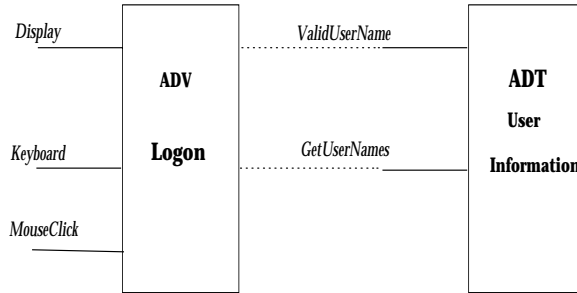 Display
ValidUserName
ADV
ADT
User
Keyboard
Logon
GetUserNames
Information
MouseClick